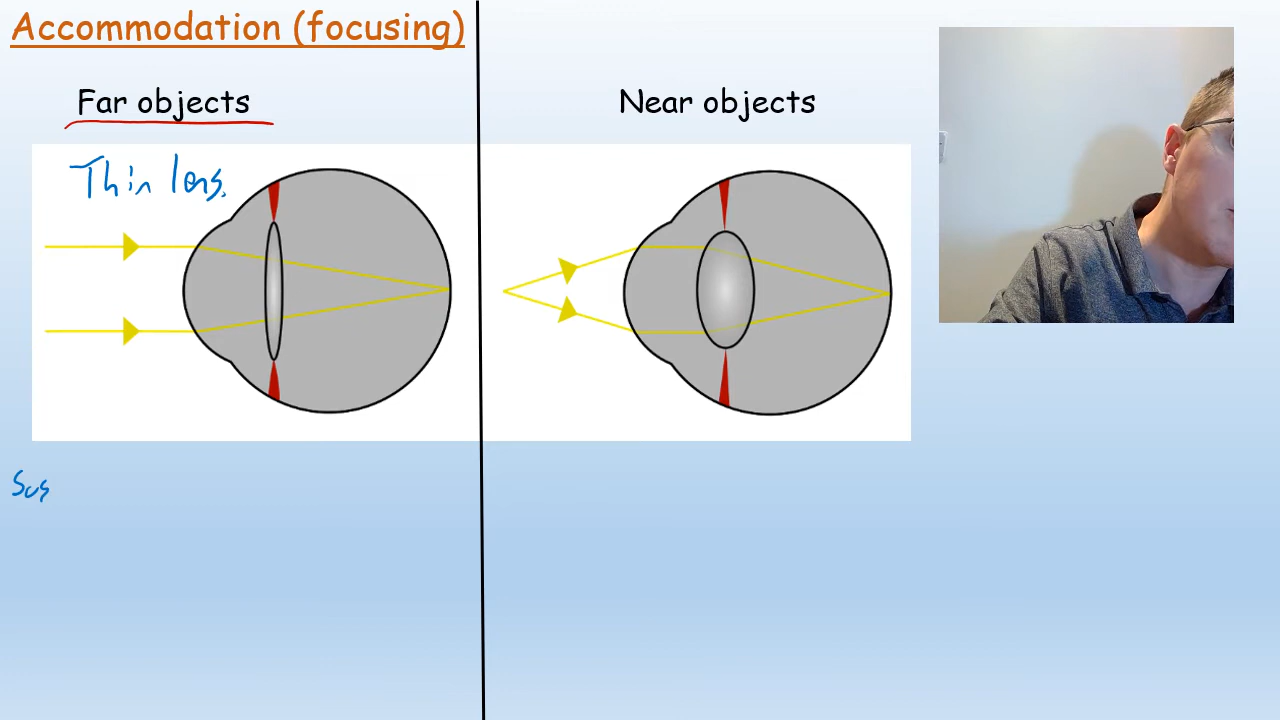 Accommodation (focusing)
Far objects
Near objects
Thin lens.
Sus